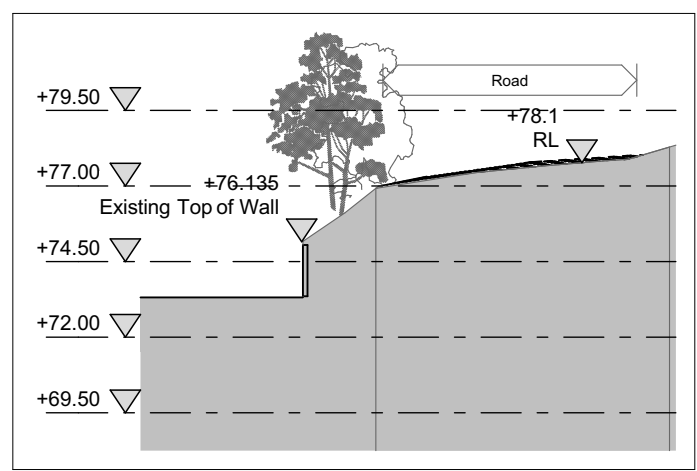 Road
+79.50
+78.1
RL
+77.00
+76.135
Existing Top of Wall
+74.50
+72.00
+69.50